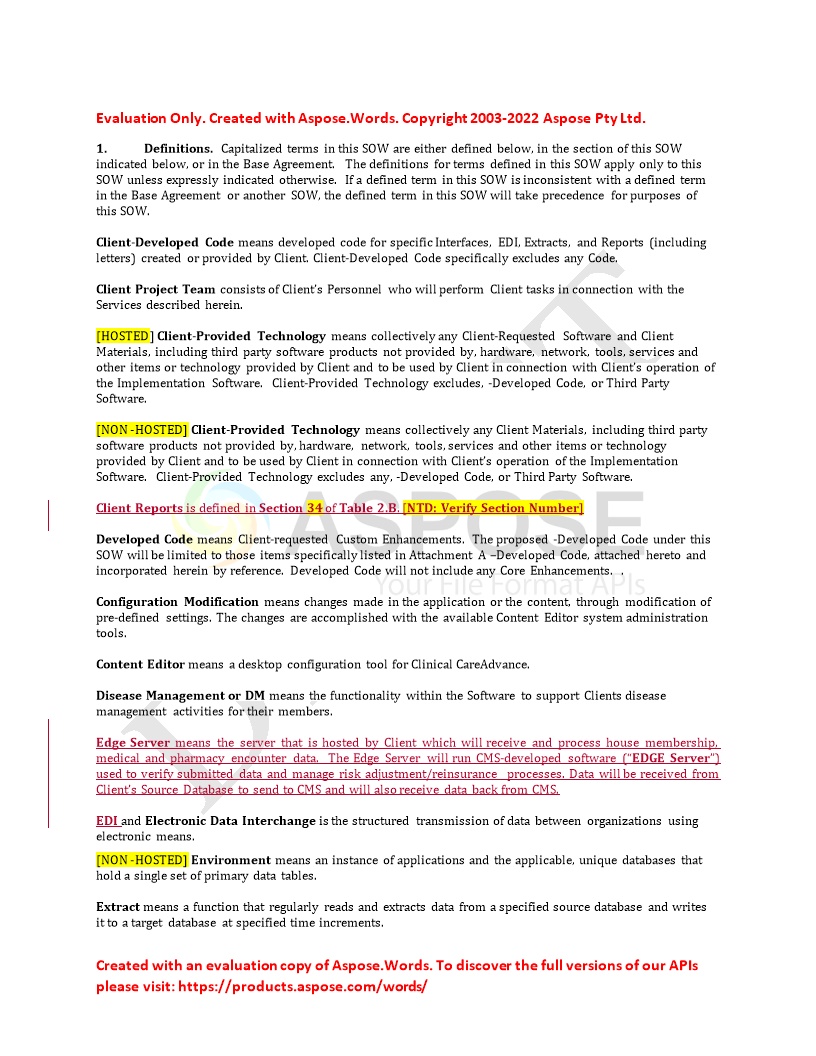 Evaluation Only. Created with Aspose.Words. Copyright 2003-2022 Aspose Pty Ltd.
1. Definitions. Capitalized terms in this SOW are either defined below, in the section of this SOW
indicated below, or in the Base Agreement. The definitions for terms defined in this SOW apply only to this
SOW unless expressly indicated otherwise. If a defined term in this SOW is inconsistent with a defined term
in the Base Agreement or another SOW, the defined term in this SOW will take precedence for purposes of
this SOW.
Client-Developed Code means developed code for specific Interfaces, EDI, Extracts, and Reports (including
letters) created or provided by Client. Client-Developed Code specifically excludes any Code.
Client Project Team consists of Client's Personnel who will perform Client tasks in connection with the
Services described herein.
[HOSTED] Client-Provided Technology means collectively any Client-Requested Software and Client
Materials, including third party software products not provided by, hardware, network, tools, services and
other items or technology provided by Client and to be used by Client in connection with Client's operation of
the Implementation Software. Client-Provided Technology excludes, -Developed Code, or Third Party
Software.
[NON-HOSTED] Client-Provided Technology means collectively any Client Materials, including third party
software products not provided by, hardware, network, tools, services and other items or technology
provided by Client and to be used by Client in connection with Client's operation of the Implementation
Software. Client-Provided Technology excludes any, -Developed Code, or Third Party Software.
Client Reports is defined in Section 34 of Table 2.B. [NTD: Verify Section Number]
ASPOSE
Developed Code means Client-requested Custom Enhancements. The proposed -Developed Code under this
SOW will be limited to those items specifically listed in Attachment A –Developed Code, attached hereto and
incorporated herein by reference. Developed Code will not include any Core Enhancements. .
Your File Format APIs
Configuration Modification means changes made in the application or the content, through modification of
pre-defined settings. The changes are accomplished with the available Content Editor system administration
tools.
Content Editor means a desktop configuration tool for Clinical CareAdvance.
Disease Management or DM means the functionality within the Software to support Clients disease
management activities for their members.
Edge Server means the server that is hosted by Client which will receive and process house membership,
medical and pharmacy encounter data. The Edge Server will run CMS-developed software ("EDGE Server")
used to verify submitted data and manage risk adjustment/reinsurance processes. Data will be received from
Client's Source Database to send to CMS and will also receive data back from CMS.
EDI and Electronic Data Interchange is the structured transmission of data between organizations using
electronic means.
[NON-HOSTED] Environment means an instance of applications and the applicable, unique databases that
hold a single set of primary data tables.
Extract means a function that regularly reads and extracts data from a specified source database and writes
it to a target database at specified time increments.
Created with an evaluation copy of Aspose.Words. To discover the full versions of our APIs
please visit: https://products.aspose.com/words/